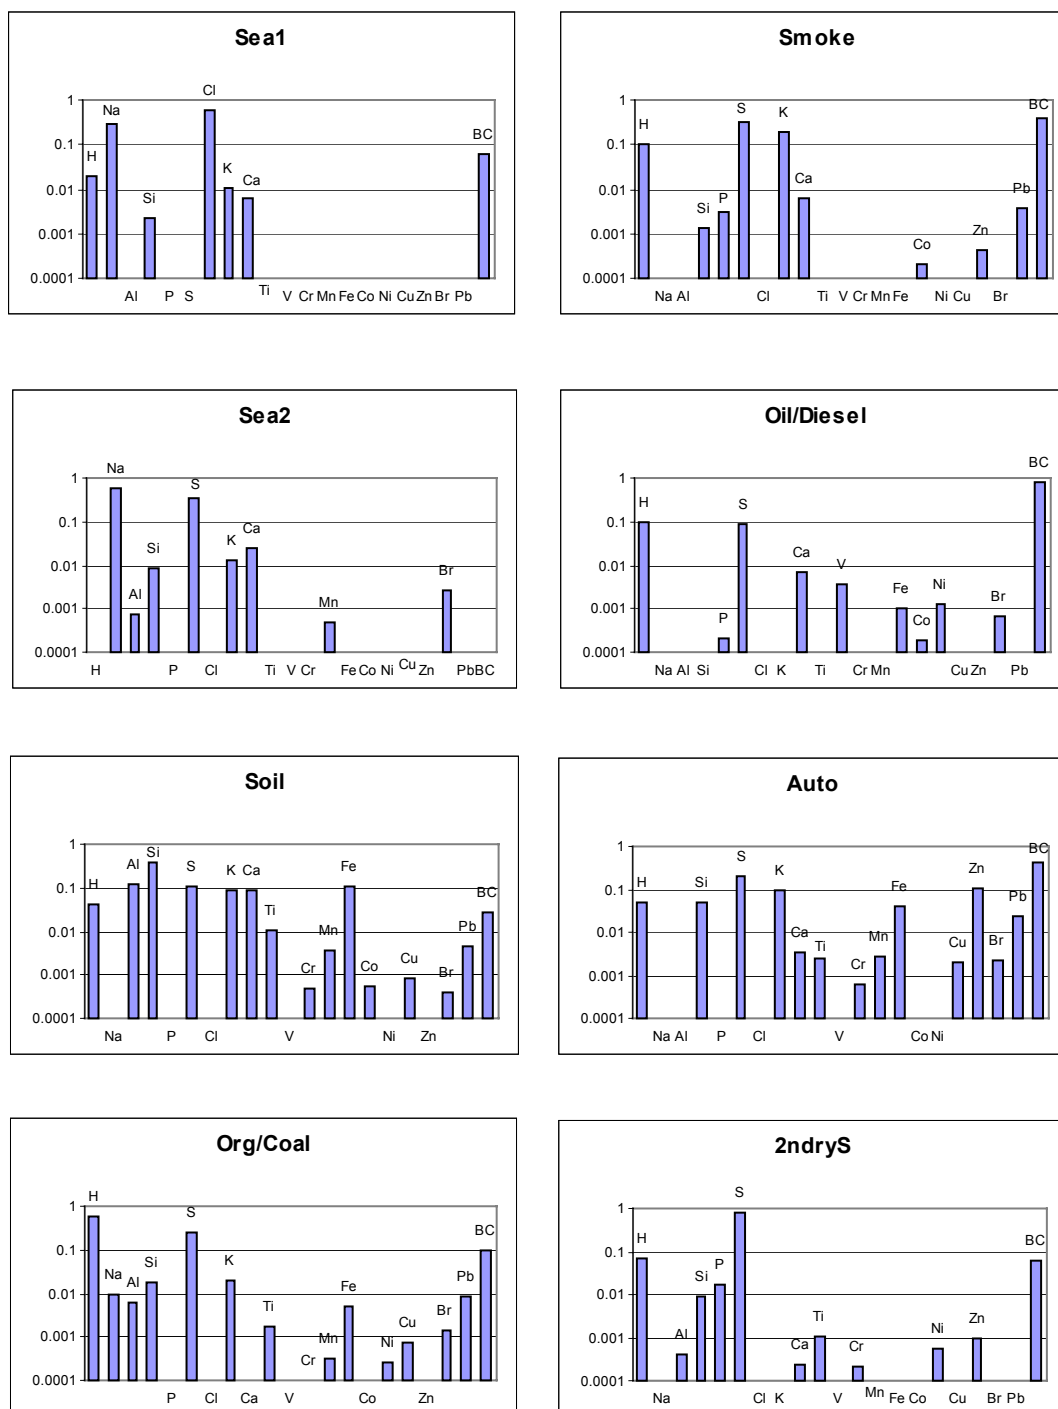 Sea1
Cl
1
Na
BC
0.1
H
K
Ca
0.01
Si
0.001
0.0001
Al P S Ti V Cr Mn Fe Co Ni Cu Zn Br Pb
Smoke
BC
S K
1
H
0.1
Ca
Pb
0.01
Si P
Zn
0.001
Co
0.0001
Na Al Cl Ti V Cr Mn Fe Ni Cu Br
Sea2
Na
S
1
0.1
Ca
K
Si
0.01
Br
Al Mn
0.001
0.0001
H P Cl Ti V Cr Fe Co Ni Cu Zn Pb BC
Oil/Diesel
BC
1
H S
0.1
Ca V
0.01
Fe Ni
Br
0.001
P Co
0.0001
Na Al Si Cl K Ti Cr Mn Cu Zn Pb
Soil
1
Si
Al S K Ca Fe
H BC
0.1
Ti
Pb
0.01
Mn
Cu
0.001
Cr Co Br
0.0001
Na P Cl V Ni Zn
Auto
BC
1
S
K Zn
H Si
0.1
Fe Pb
0.01
Ca Ti Mn Cu Br
Cr
0.001
0.0001
Na Al P Cl V Co Ni
Org/Coal
H
S
1
BC
0.1
Na Al Si K
Pb
0.01
Fe
Ti Br
Cu
0.001
Mn Ni
Cr
0.0001
P Cl Ca V Co Zn
2ndryS
S
1
H BC
0.1
Si P
0.01
Ti Zn
Al Ni
0.001
Ca Cr
0.0001
Na Cl K V Mn Fe Co Cu Br Pb